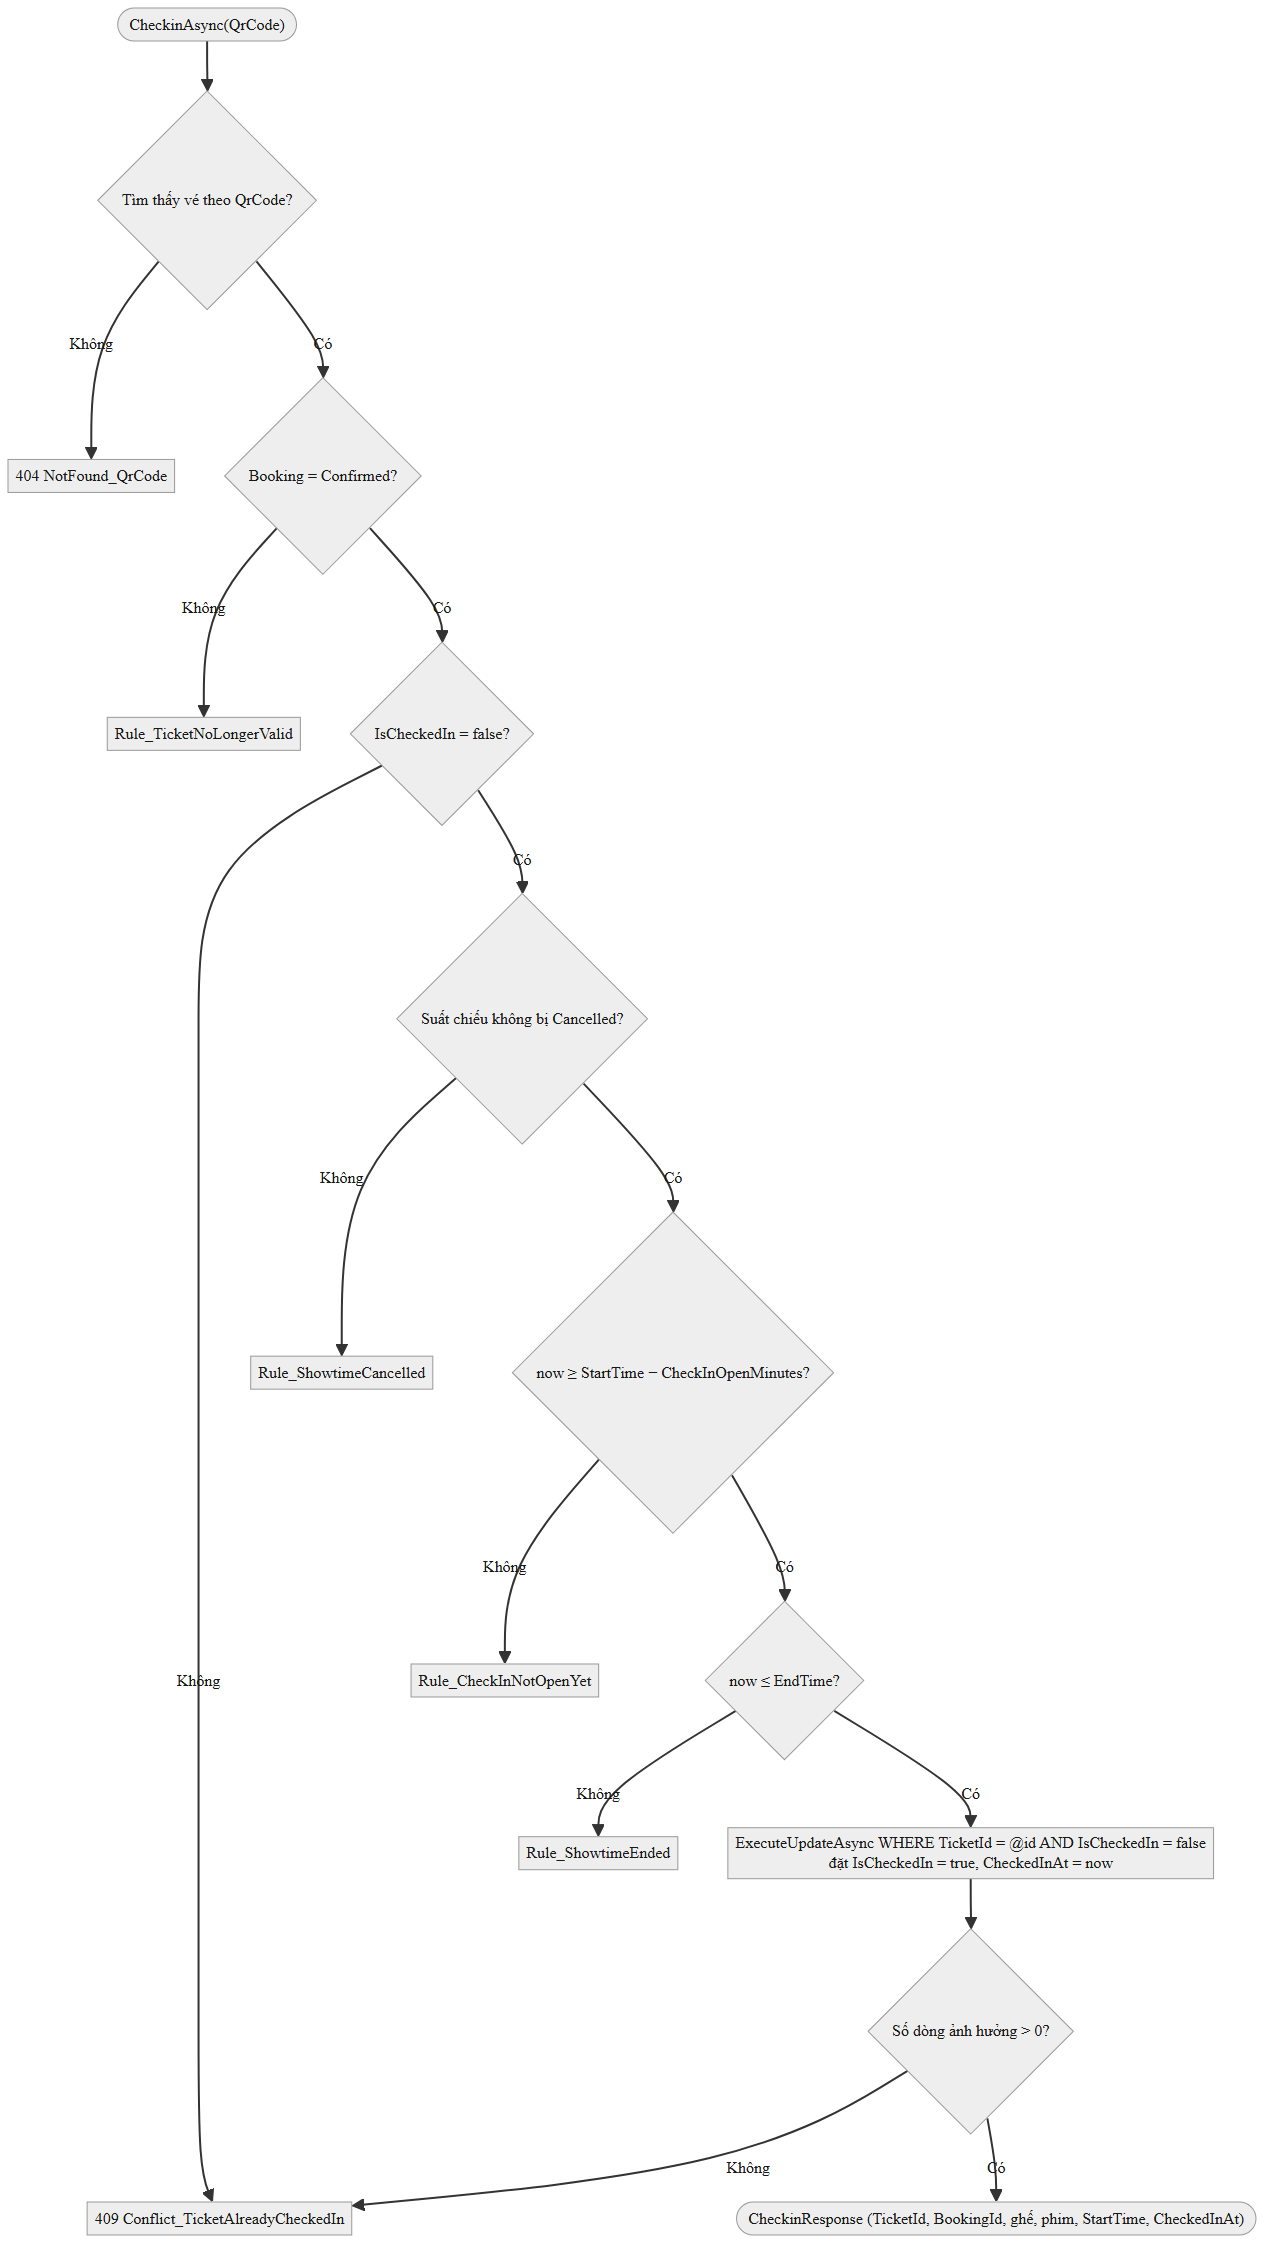 CheckinAsync(QrCode)
Tìm thấy vé theo QrCode?
Không
Có
404 NotFound_QrCode
Booking = Confirmed?
Không
Có
Rule_TicketNoLongerValid
IsCheckedIn = false?
Có
Suất chiếu không bị Cancelled?
Không
Có
Rule_ShowtimeCancelled
now ≥ StartTime − CheckInOpenMinutes?
Không
Có
Không
Rule_CheckInNotOpenYet
now ≤ EndTime?
Không
Có
Rule_ShowtimeEnded
ExecuteUpdateAsync WHERE TicketId = @id AND IsCheckedIn = false
đặt IsCheckedIn = true, CheckedInAt = now
Số dòng ảnh hưởng > 0?
Không
Có
409 Conflict_TicketAlreadyCheckedIn
CheckinResponse (TicketId, BookingId, ghế, phim, StartTime, CheckedInAt)